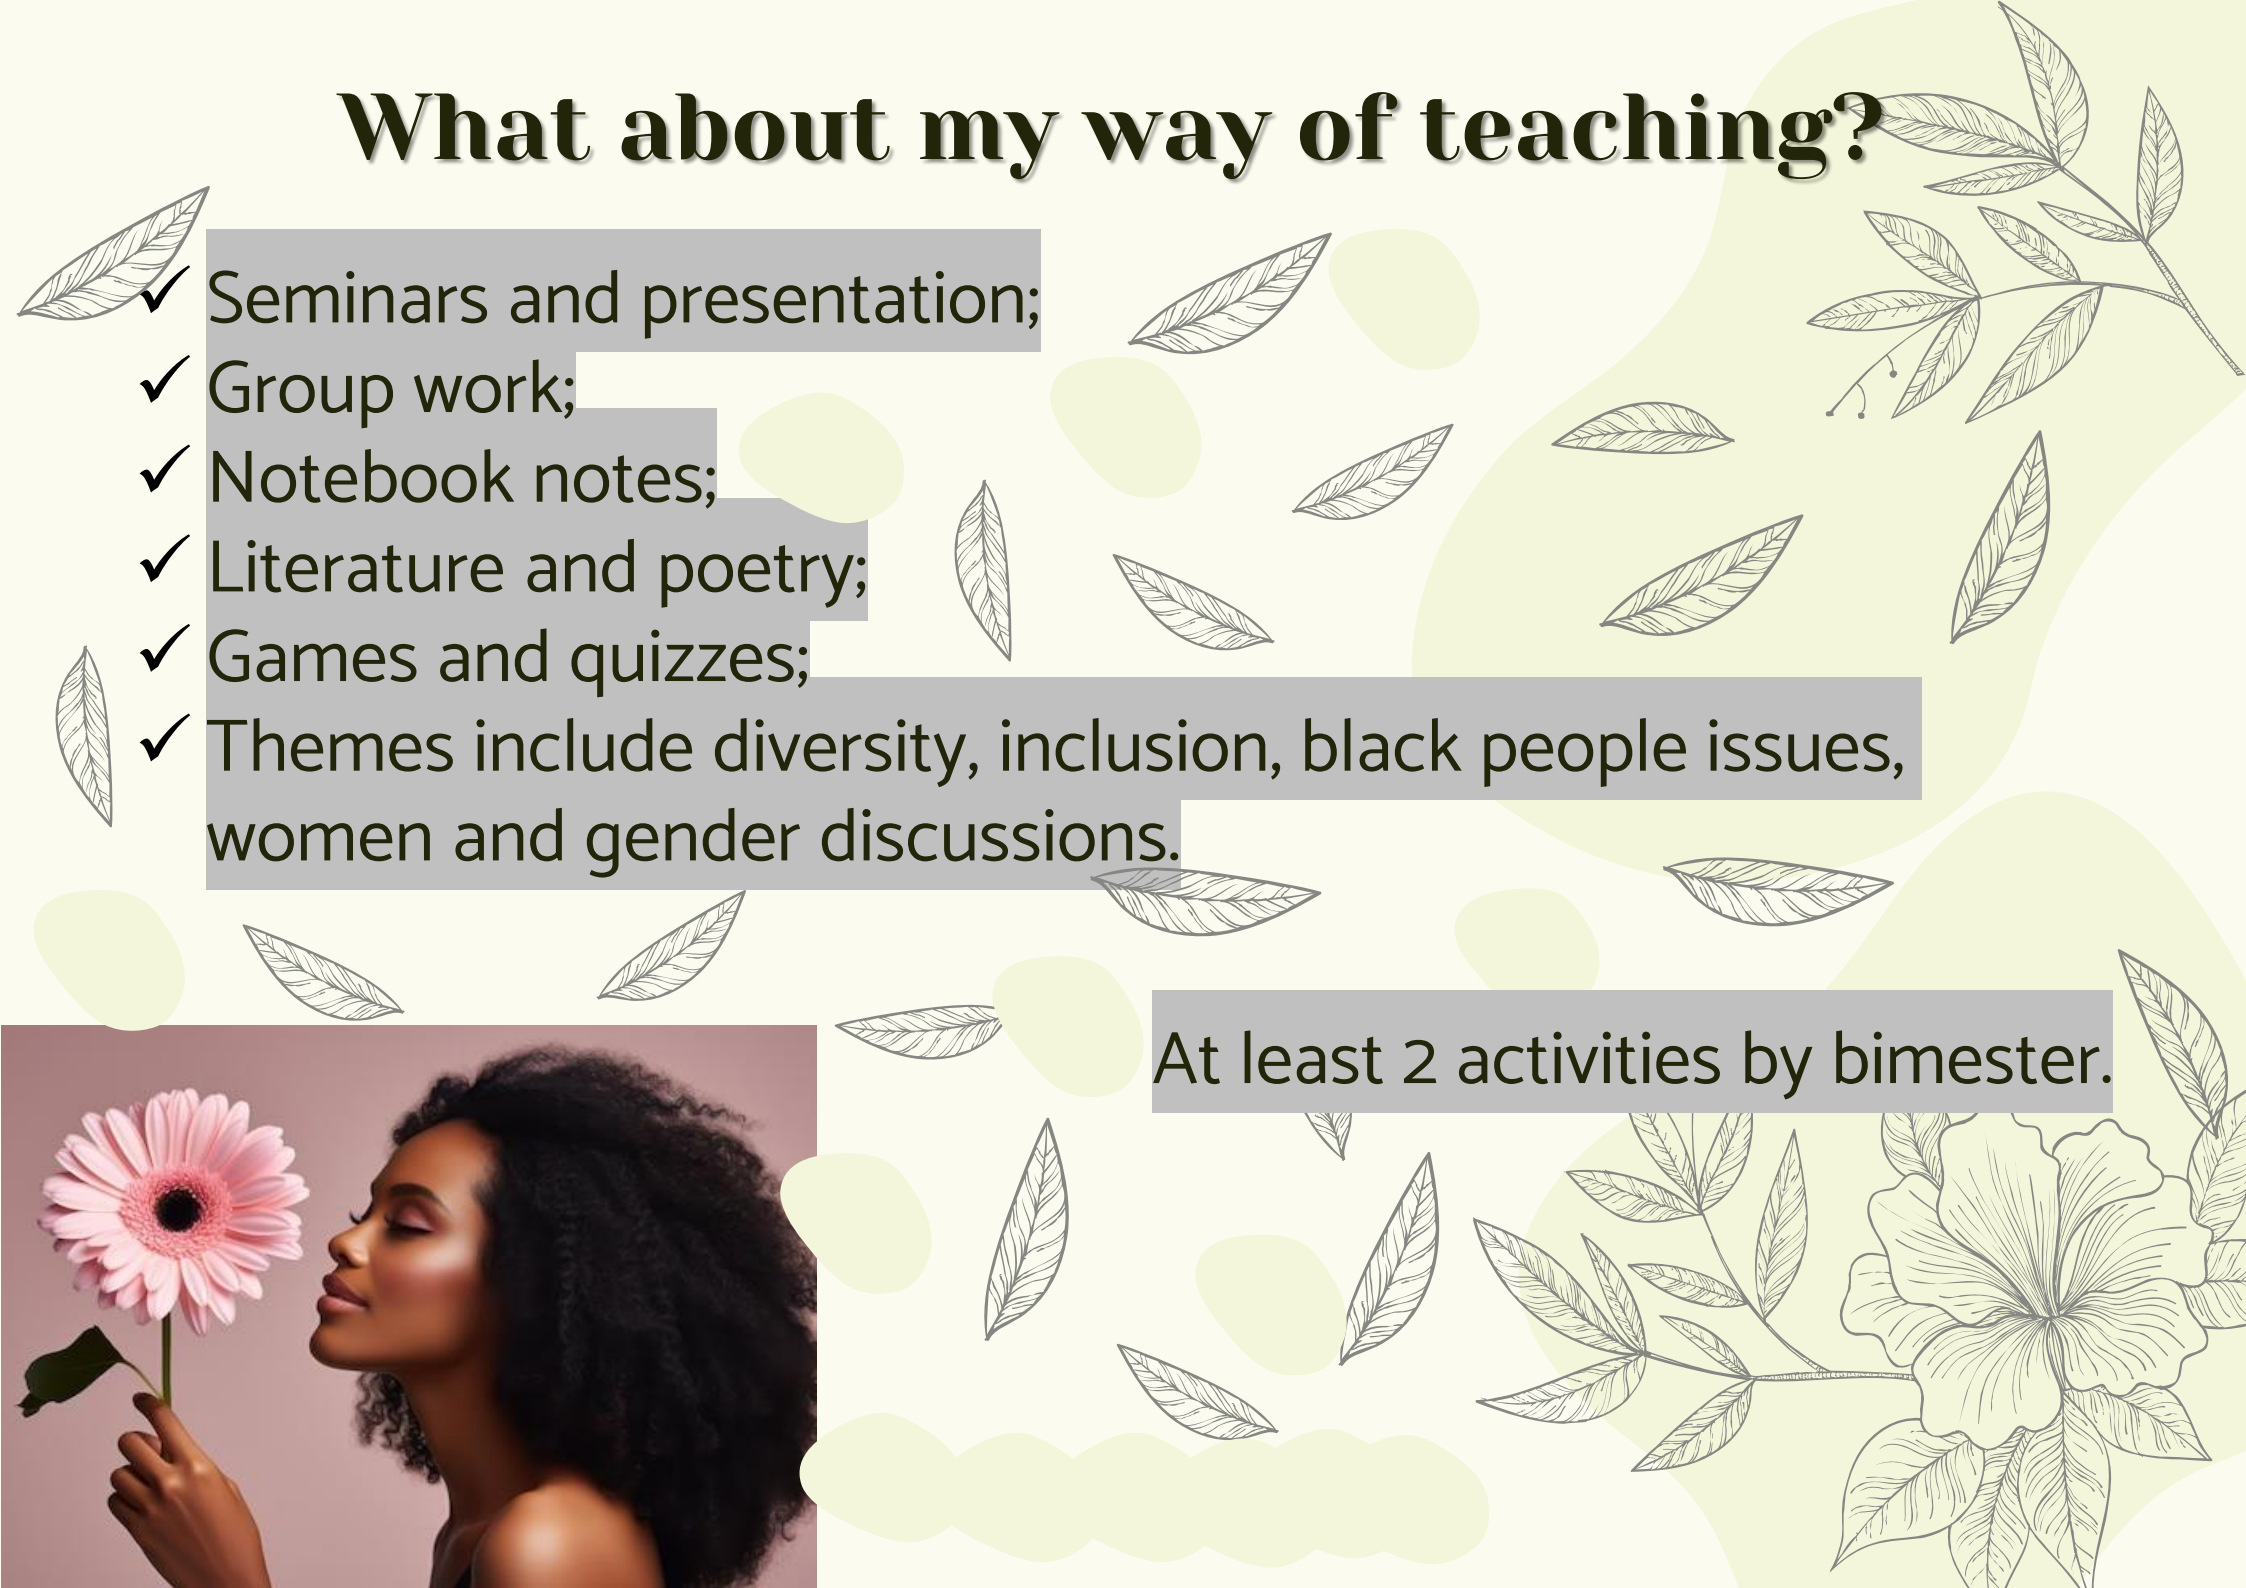 What about my way of teaching?
✓ Seminars and presentation;
✓ Group work;
✓ Notebook notes;
✓ Literature and poetry;
✓ Games and quizzes;
✓ Themes include diversity, inclusion, black people issues,
women and gender discussions.
At least 2 activities by bimester.